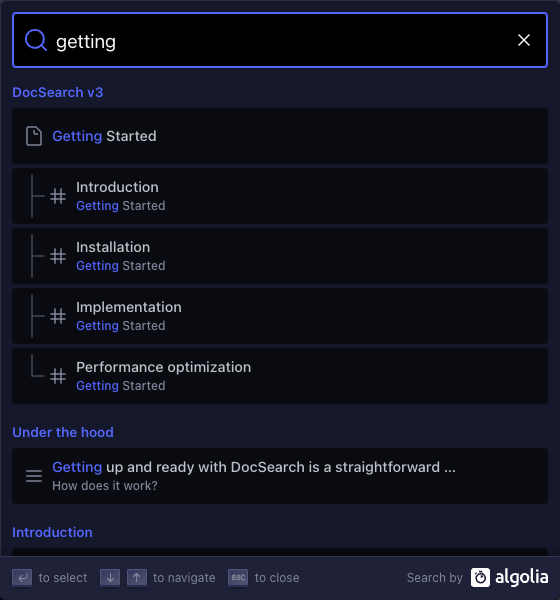 getting
DocSearch v3
Getting Started
Introduction
Getting Started
Installation
Getting Started
Implementation
Getting Started
Performance optimization
Getting Started
Under the hood
Getting up and ready with DocSearch is a straightforward ...
How does it work?
Introduction
to select to navigate esc to close Search by algolia